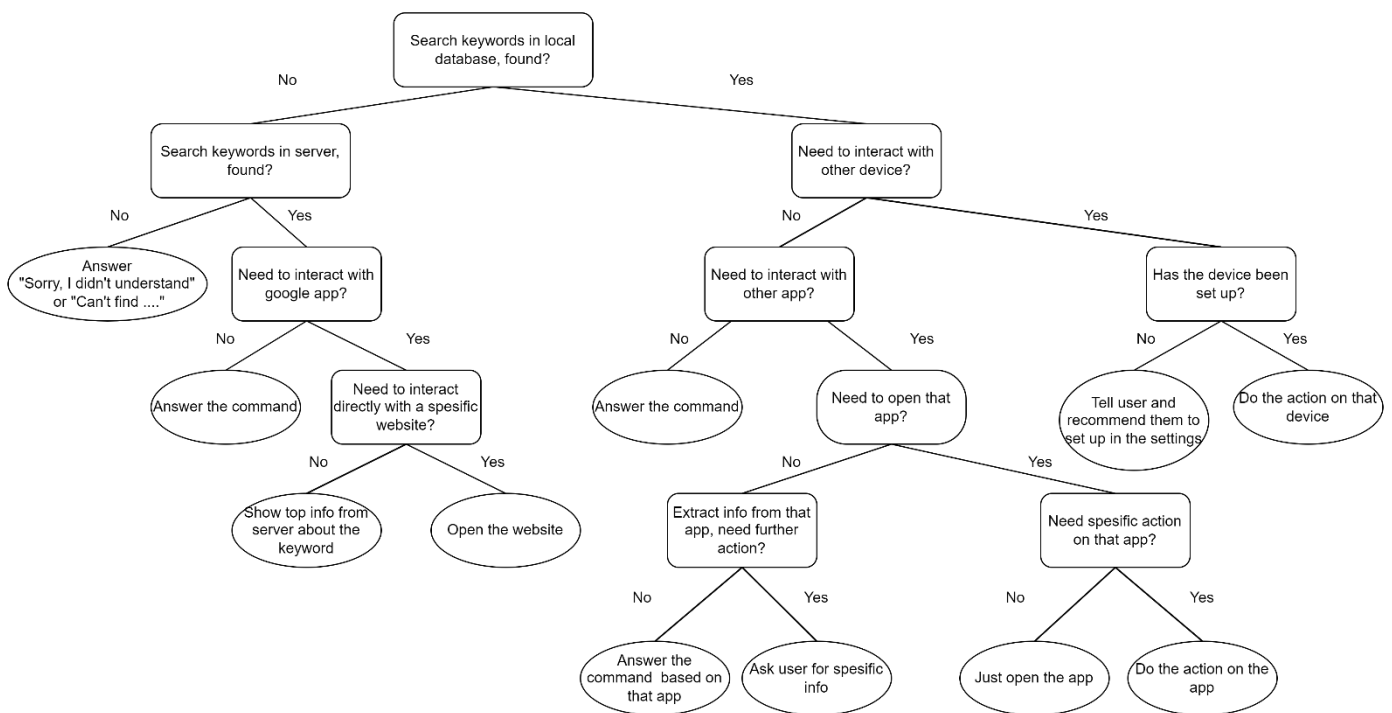 Search keywords in local
database, found?
No
Yes
Search keywords in server,
found?
Need to interact with
other device?
No
Yes
No
Yes
Answer
"Sorry, I didn't understand"
or "Can't find ...."
Need to interact with
google app?
Need to interact with
other app?
Has the device been
set up?
No
Yes
No
Yes
No
Yes
Answer the command
Need to interact
directly with a spesific
website?
Answer the command
Need to open that
app?
Tell user and
recommend them to
set up in the settings
Do the action on that
device
No
Yes
No
Yes
Show top info from
server about the
keyword
Open the website
Extract info from that
app, need further
action?
Need spesific action
on that app?
No
Yes
No
Yes
Answer the
command based on
that app
Ask user for spesific
info
Just open the app
Do the action on the
app